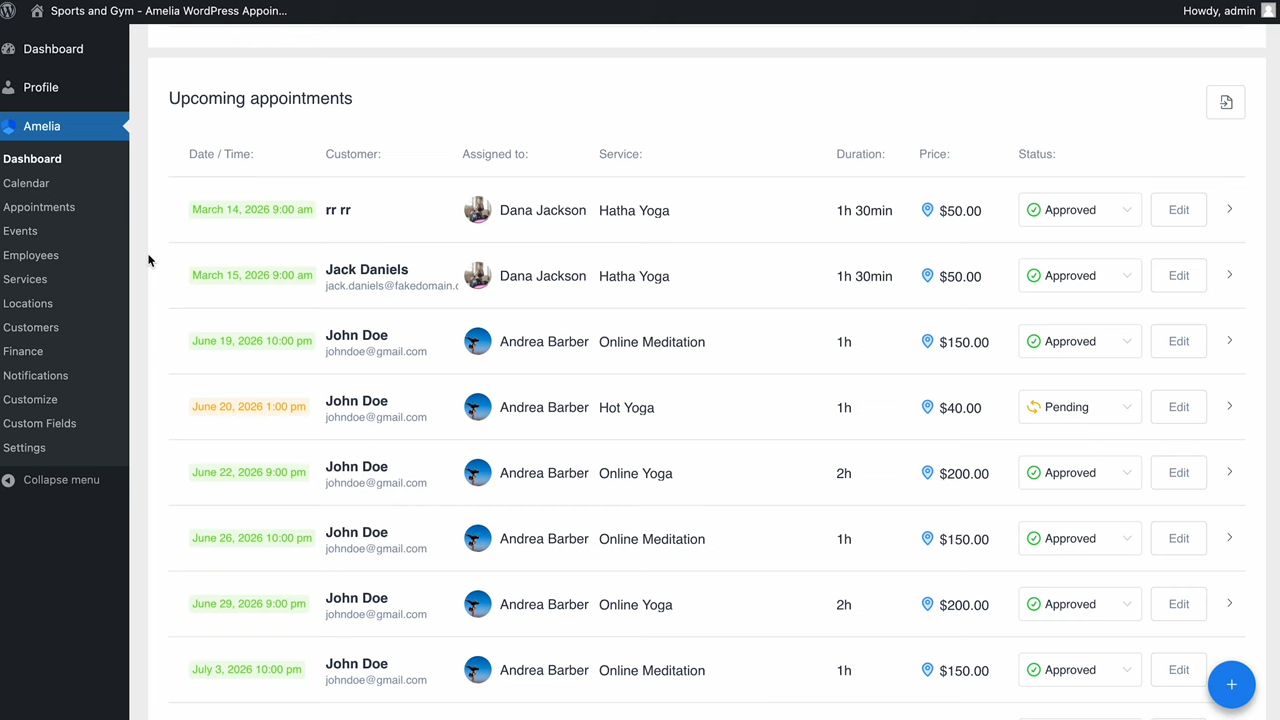 Sports and Gym - Amelia WordPress Appoin...
Howdy, admin
Dashboard
Profile
Amelia
Dashboard
Calendar
Appointments
Events
Employees
Services
Locations
Customers
Finance
Notifications
Customize
Custom Fields
Settings
Collapse menu
Upcoming appointments
Date / Time: Customer: Assigned to: Service: Duration: Price: Status:
March 14, 2026 9:00 am rr rr Dana Jackson Hatha Yoga 1h 30min $50.00 Approved Edit
March 15, 2026 9:00 am Jack Daniels Dana Jackson Hatha Yoga 1h 30min $50.00 Approved Edit
jack.daniels@fakedomain.c
June 19, 2026 10:00 pm John Doe Andrea Barber Online Meditation 1h $150.00 Approved Edit
johndoe@gmail.com
June 20, 2026 1:00 pm John Doe Andrea Barber Hot Yoga 1h $40.00 Pending Edit
johndoe@gmail.com
June 22, 2026 9:00 pm John Doe Andrea Barber Online Yoga 2h $200.00 Approved Edit
johndoe@gmail.com
June 26, 2026 10:00 pm John Doe Andrea Barber Online Meditation 1h $150.00 Approved Edit
johndoe@gmail.com
June 29, 2026 9:00 pm John Doe Andrea Barber Online Yoga 2h $200.00 Approved Edit
johndoe@gmail.com
July 3, 2026 10:00 pm John Doe Andrea Barber Online Meditation 1h $150.00 Approved Edit
johndoe@gmail.com